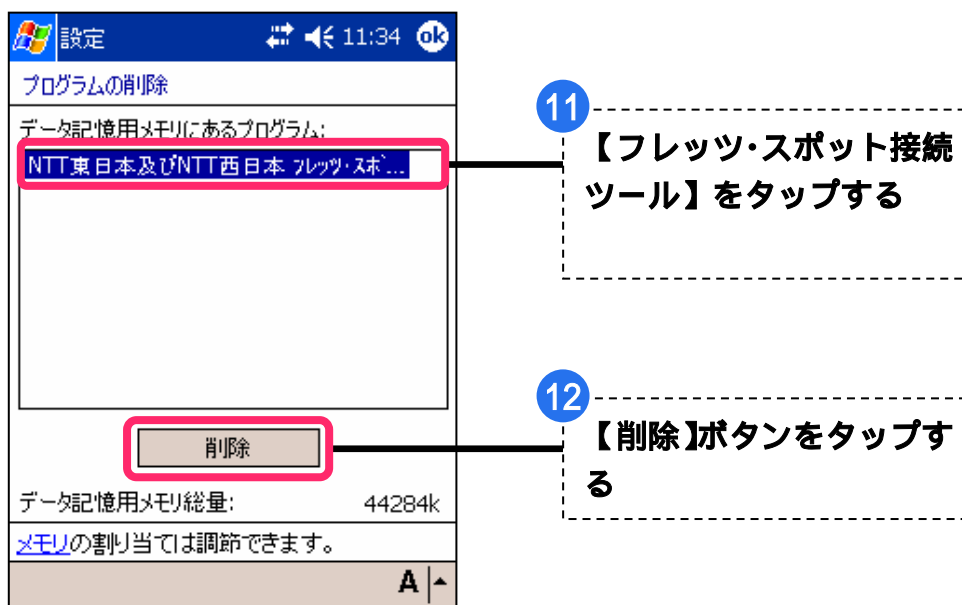 設定 11:34 ok
プログラムの削除
データ記憶用メモリにあるプログラム:
NTT東日本及びNTT西日本 フレッツ・スポ...
削除
データ記憶用メモリ総量: 44284k
メモリの割り当ては調節できます。
A
11
【フレッツ・スポット接続
ツール】をタップする
12
【削除】ボタンをタップす
る